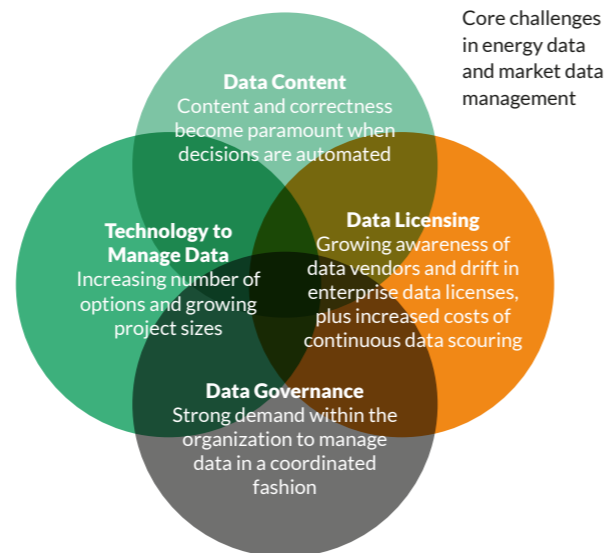 Core challenges
in energy data
and market data
management
Data Content
Content and correctness
become paramount when
decisions are automated
Technology to
Manage Data
Increasing number of
options and growing
project sizes
Data Licensing
Growing awareness of
data vendors and drift in
enterprise data licenses,
plus increased costs of
continuous data scouring
Data Governance
Strong demand within the
organization to manage
data in a coordinated
fashion